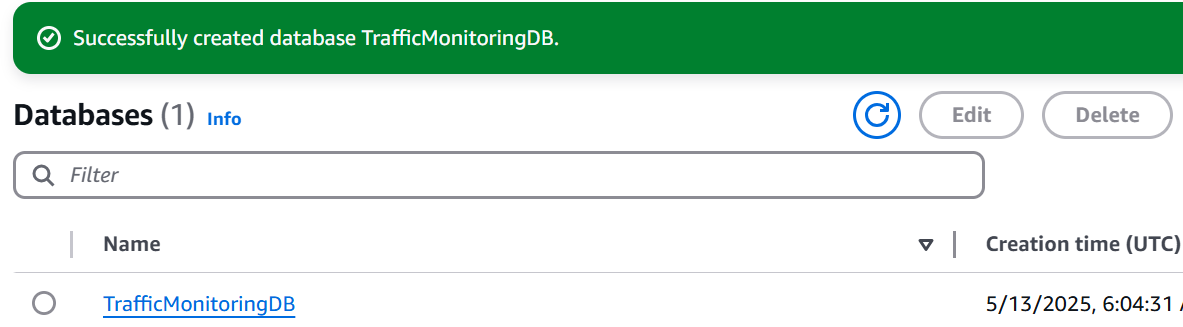 Successfully created database TrafficMonitoringDB.
Databases (1) Info
Edit
Delete
Filter
Name
Creation time (UTC)
TrafficMonitoringDB
5/13/2025, 6:04:31